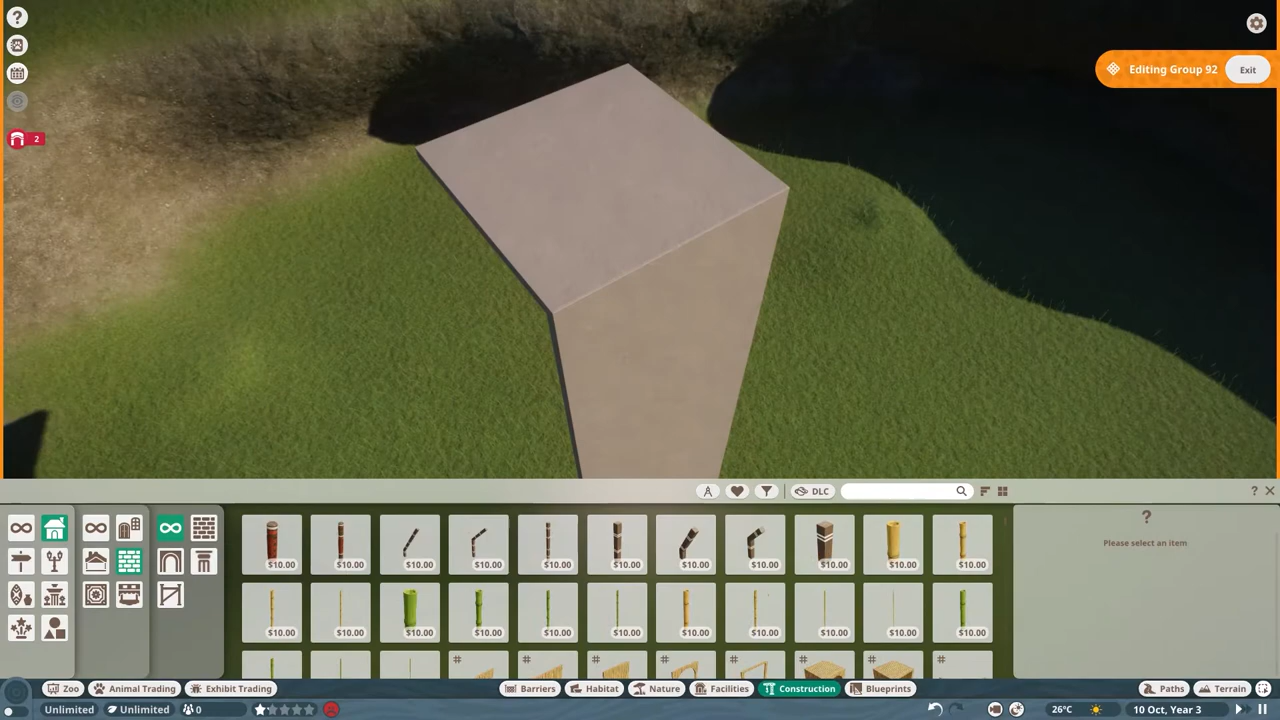 ?
Editing Group 92
Exit
2
DLC
?
$10.00 $10.00 $10.00 $10.00 $10.00 $10.00 $10.00 $10.00 $10.00 $10.00 $10.00
?
Please select an item
$10.00 $10.00 $10.00 $10.00 $10.00 $10.00 $10.00 $10.00 $10.00 $10.00 $10.00
# # # # # # # #
Zoo Animal Trading Exhibit Trading Barriers Habitat Nature Facilities Construction Blueprints Paths Terrain
Unlimited Unlimited 0 26°C 10 Oct, Year 3